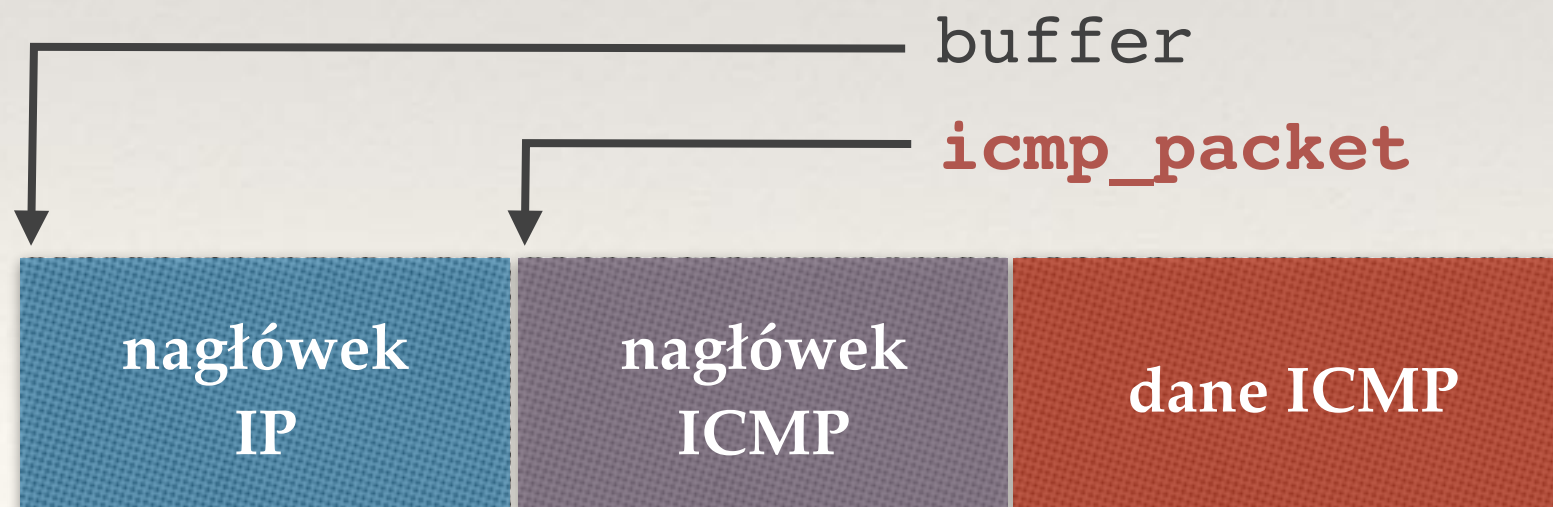 buffer
icmp_packet
nagłówek
IP
nagłówek
ICMP
dane ICMP